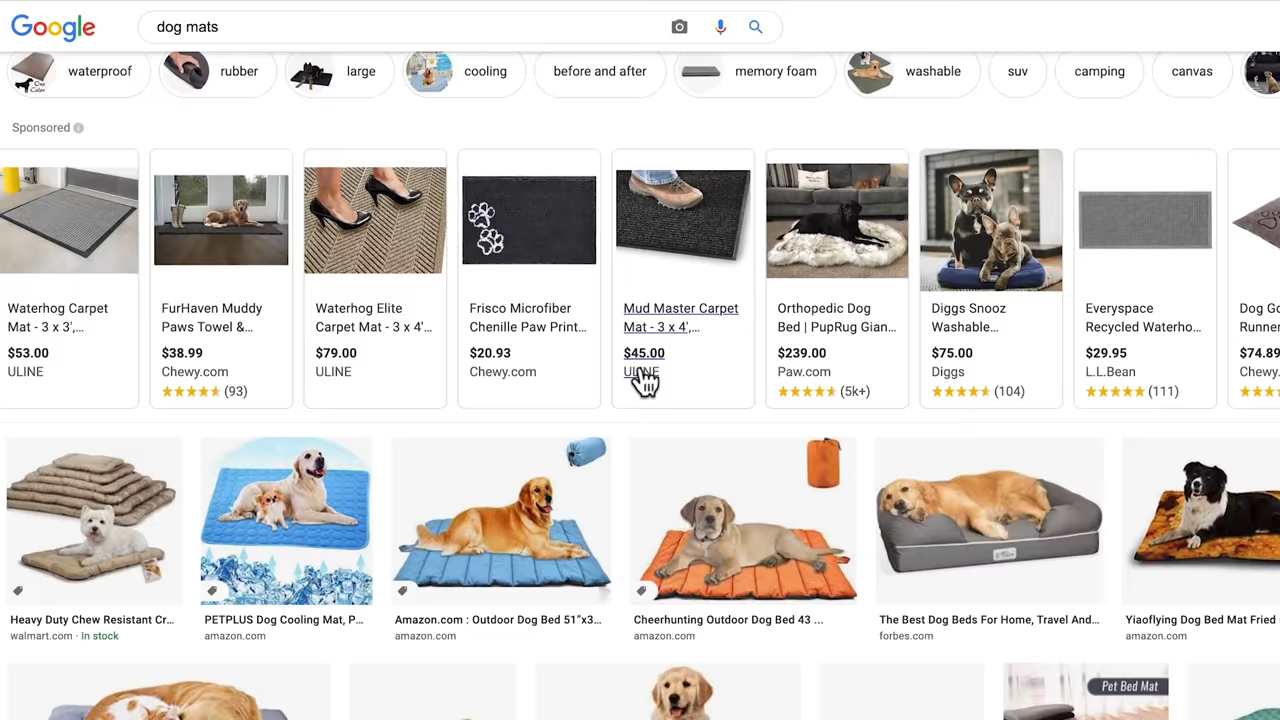 Google
dog mats
waterproof
rubber
large
cooling
before and after
memory foam
washable
suv
camping
canvas
Sponsored
Waterhog Carpet
Mat - 3 x 3',...
$53.00
ULINE
FurHaven Muddy
Paws Towel &...
$38.99
Chewy.com
(93)
Waterhog Elite
Carpet Mat - 3 x 4'...
$79.00
ULINE
Frisco Microfiber
Chenille Paw Print...
$20.93
Chewy.com
Mud Master Carpet
Mat - 3 x 4',...
$45.00
ULINE
Orthopedic Dog
Bed | PupRug Gian...
$239.00
Paw.com
(5k+)
Diggs Snooz
Washable...
$75.00
Diggs
(104)
Everyspace
Recycled Waterho...
$29.95
L.L.Bean
(111)
Dog Go
Runner
$74.89
Chewy.
Heavy Duty Chew Resistant Cr...
walmart.com · In stock
PETPLUS Dog Cooling Mat, P...
amazon.com
Amazon.com : Outdoor Dog Bed 51"x3...
amazon.com
Cheerhunting Outdoor Dog Bed 43 ...
amazon.com
The Best Dog Beds For Home, Travel And...
forbes.com
Yiaoflying Dog Bed Mat Fried
amazon.com
Pet Bed Mat